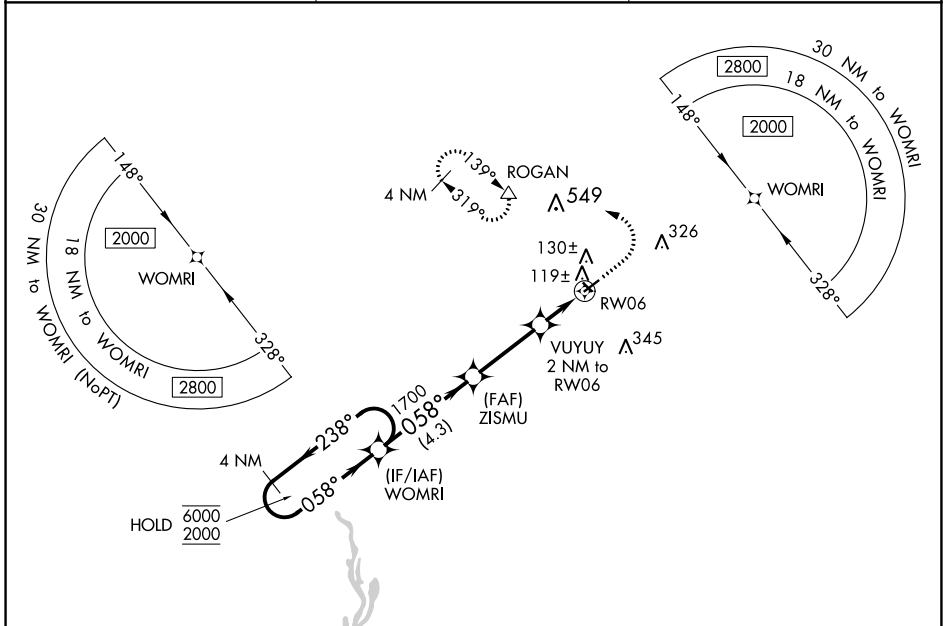 30 NM to WOMRI
2800
18 NM to WOMRI
148°
2000
WOMRI
328°
148°
2000
WOMRI
328°
18 NM to WOMRI
2800
30 NM to WOMRI (NoPT)
139°
ROGAN
4 NM
319°
549
326
130±
119±
RW06
VUYUY
2 NM to
RW06
345
(FAF)
ZISMU
1700
058°
(4.3)
238°
4 NM
058°
(IF/IAF)
WOMRI
HOLD
6000
2000